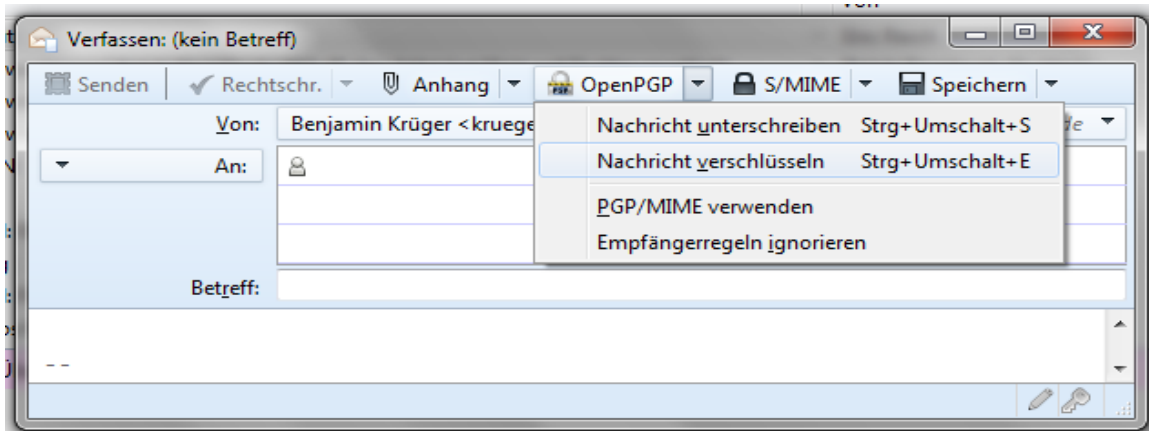 Verfassen: (kein Betreff)
Senden Rechtschr. Anhang OpenPGP S/MIME Speichern
Von: Benjamin Krüger <kruege
An:
Nachricht unterschreiben Strg+Umschalt+S
Nachricht verschlüsseln Strg+Umschalt+E
PGP/MIME verwenden
Empfängerregeln ignorieren
Betreff:
--